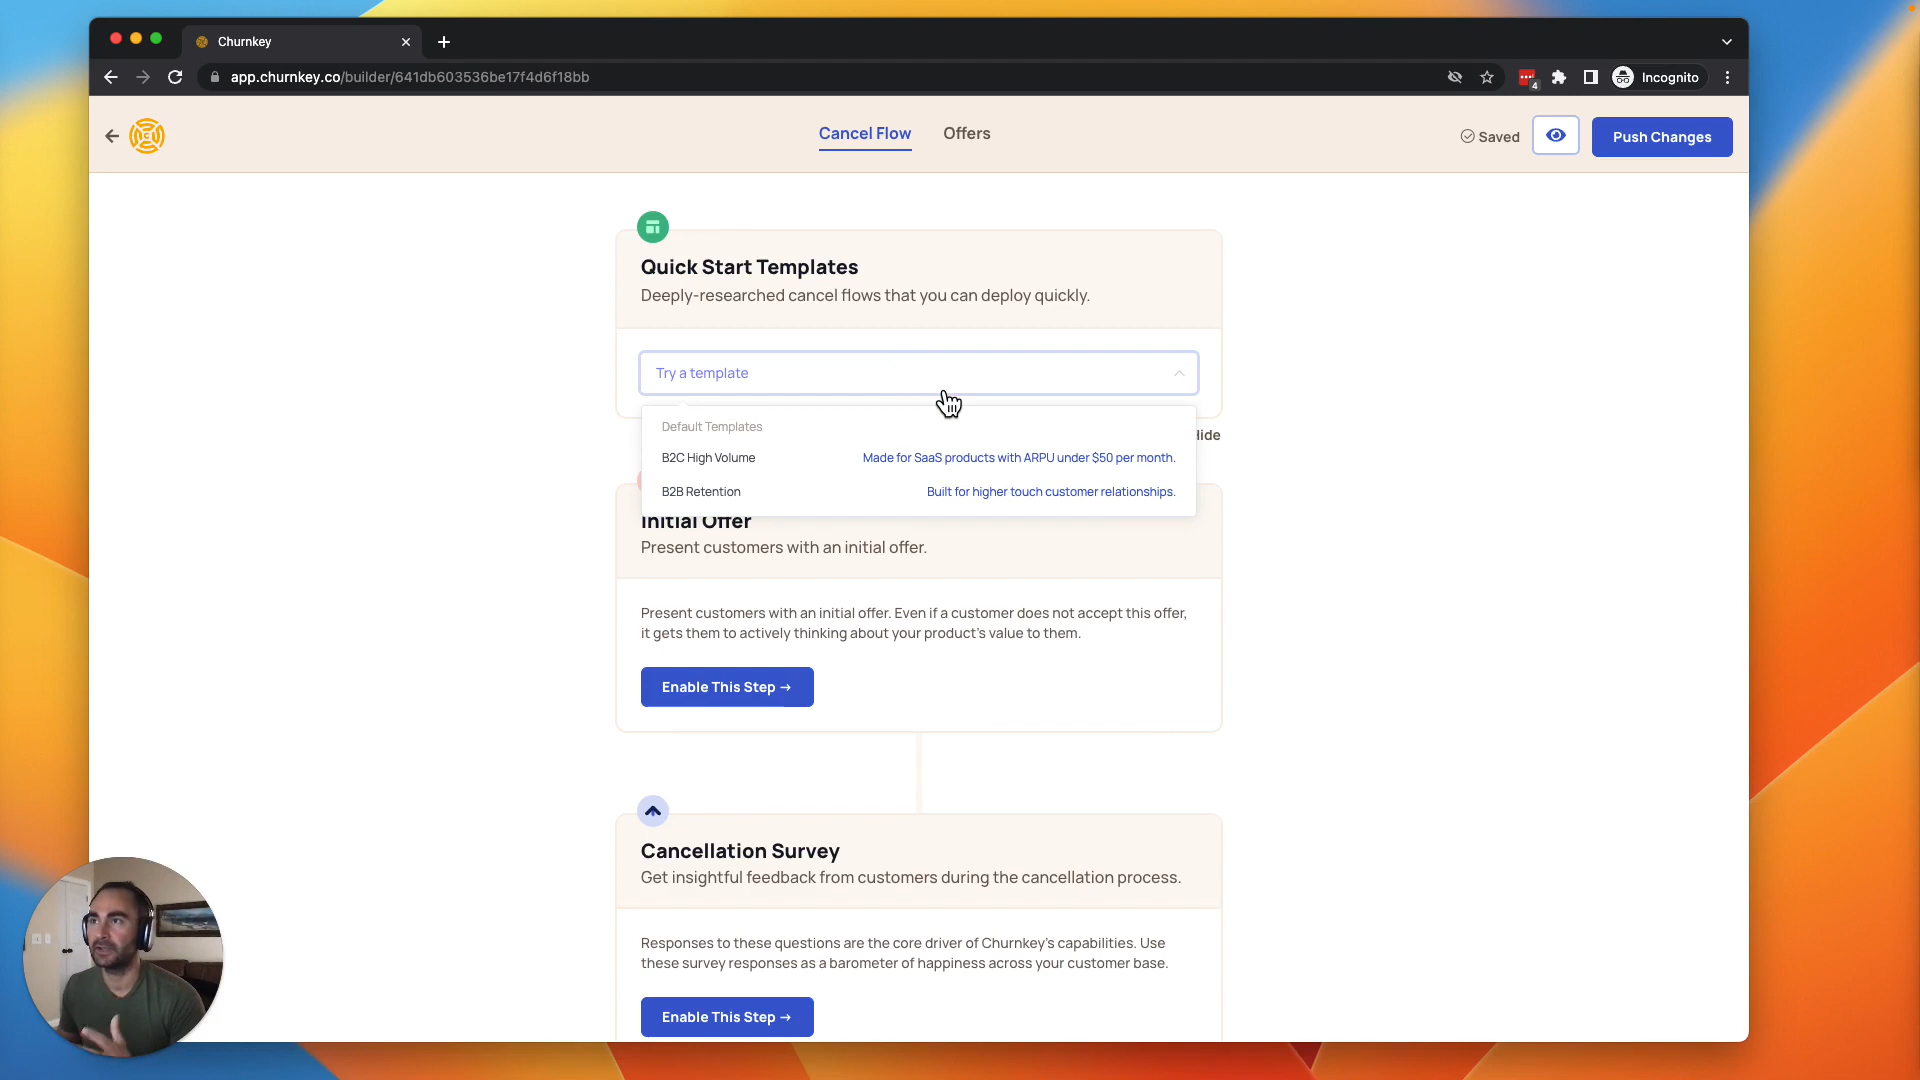 Churnkey
app.churnkey.co/builder/641db603536be17f4d6f18bb
4
Incognito
Cancel Flow
Offers
Saved
Push Changes
Quick Start Templates
Deeply-researched cancel flows that you can deploy quickly.
Try a template
Default Templates
Hide
B2C High Volume
Made for SaaS products with ARPU under $50 per month.
B2B Retention
Built for higher touch customer relationships.
Initial Offer
Present customers with an initial offer.
Present customers with an initial offer. Even if a customer does not accept this offer,
it gets them to actively thinking about your product's value to them.
Enable This Step →
Cancellation Survey
Get insightful feedback from customers during the cancellation process.
Responses to these questions are the core driver of Churnkey's capabilities. Use
these survey responses as a barometer of happiness across your customer base.
Enable This Step →